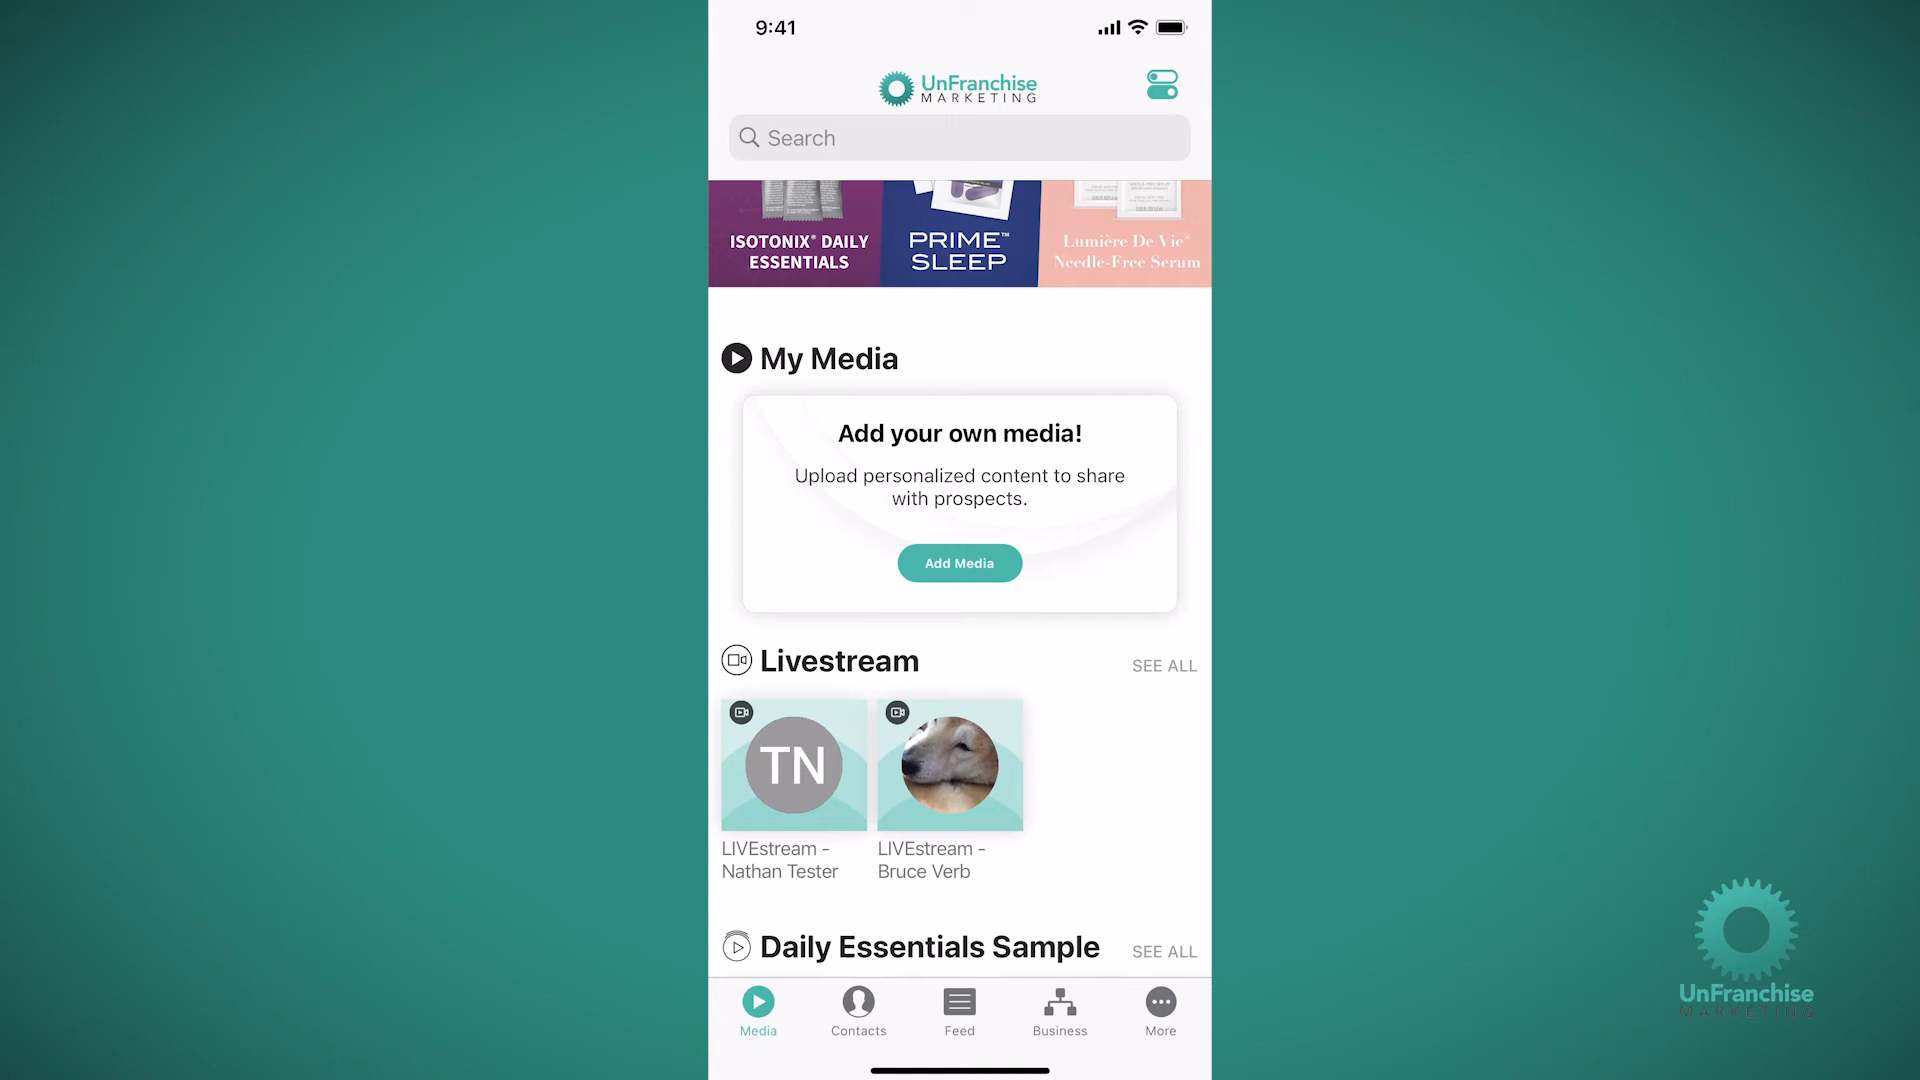 9:41
UnFranchise
MARKETING
Search
ISOTONIX® DAILY
ESSENTIALS
PRIME™
SLEEP
Lumière De Vie®
Needle-Free Serum
My Media
Add your own media!
Upload personalized content to share
with prospects.
Add Media
Livestream
SEE ALL
TN
LIVEstream -
Nathan Tester
LIVEstream -
Bruce Verb
Daily Essentials Sample
SEE ALL
Media
Contacts
Feed
Business
More
UnFranchise
MARKETING